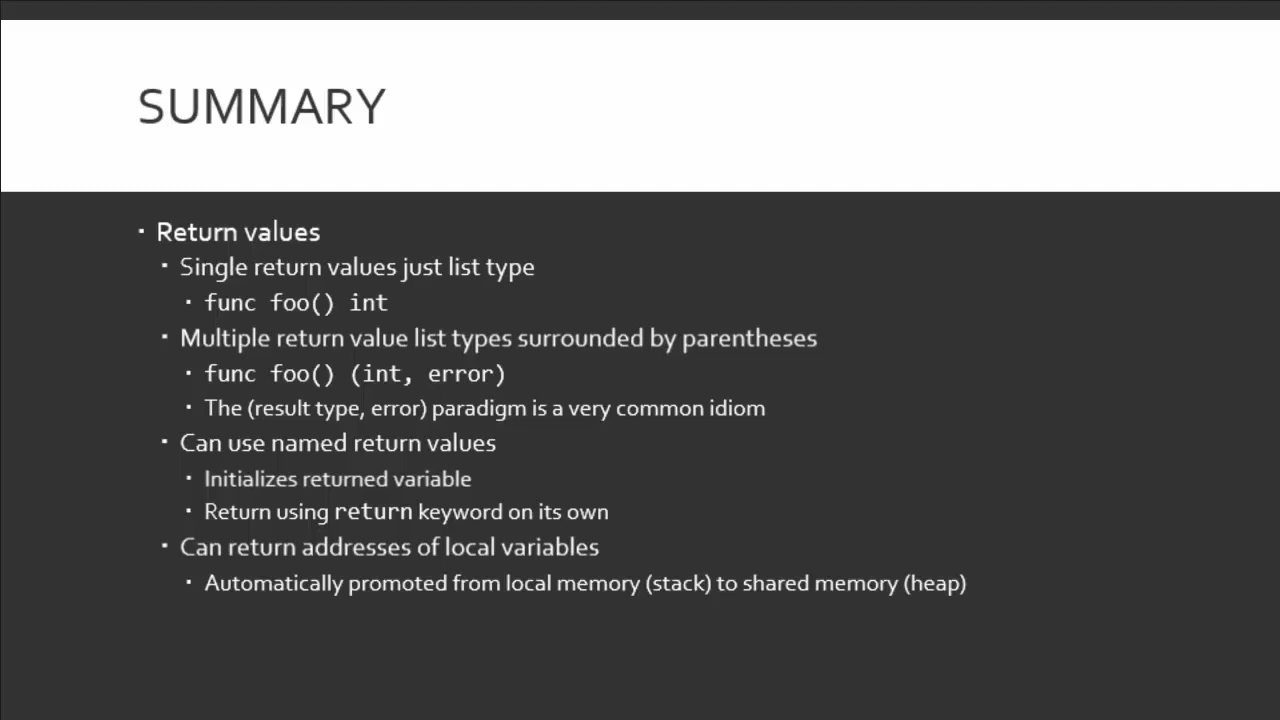 SUMMARY
Return values
Single return values just list type
func foo() int
Multiple return value list types surrounded by parentheses
func foo() (int, error)
The (result type, error) paradigm is a very common idiom
Can use named return values
Initializes returned variable
Return using return keyword on its own
Can return addresses of local variables
Automatically promoted from local memory (stack) to shared memory (heap)